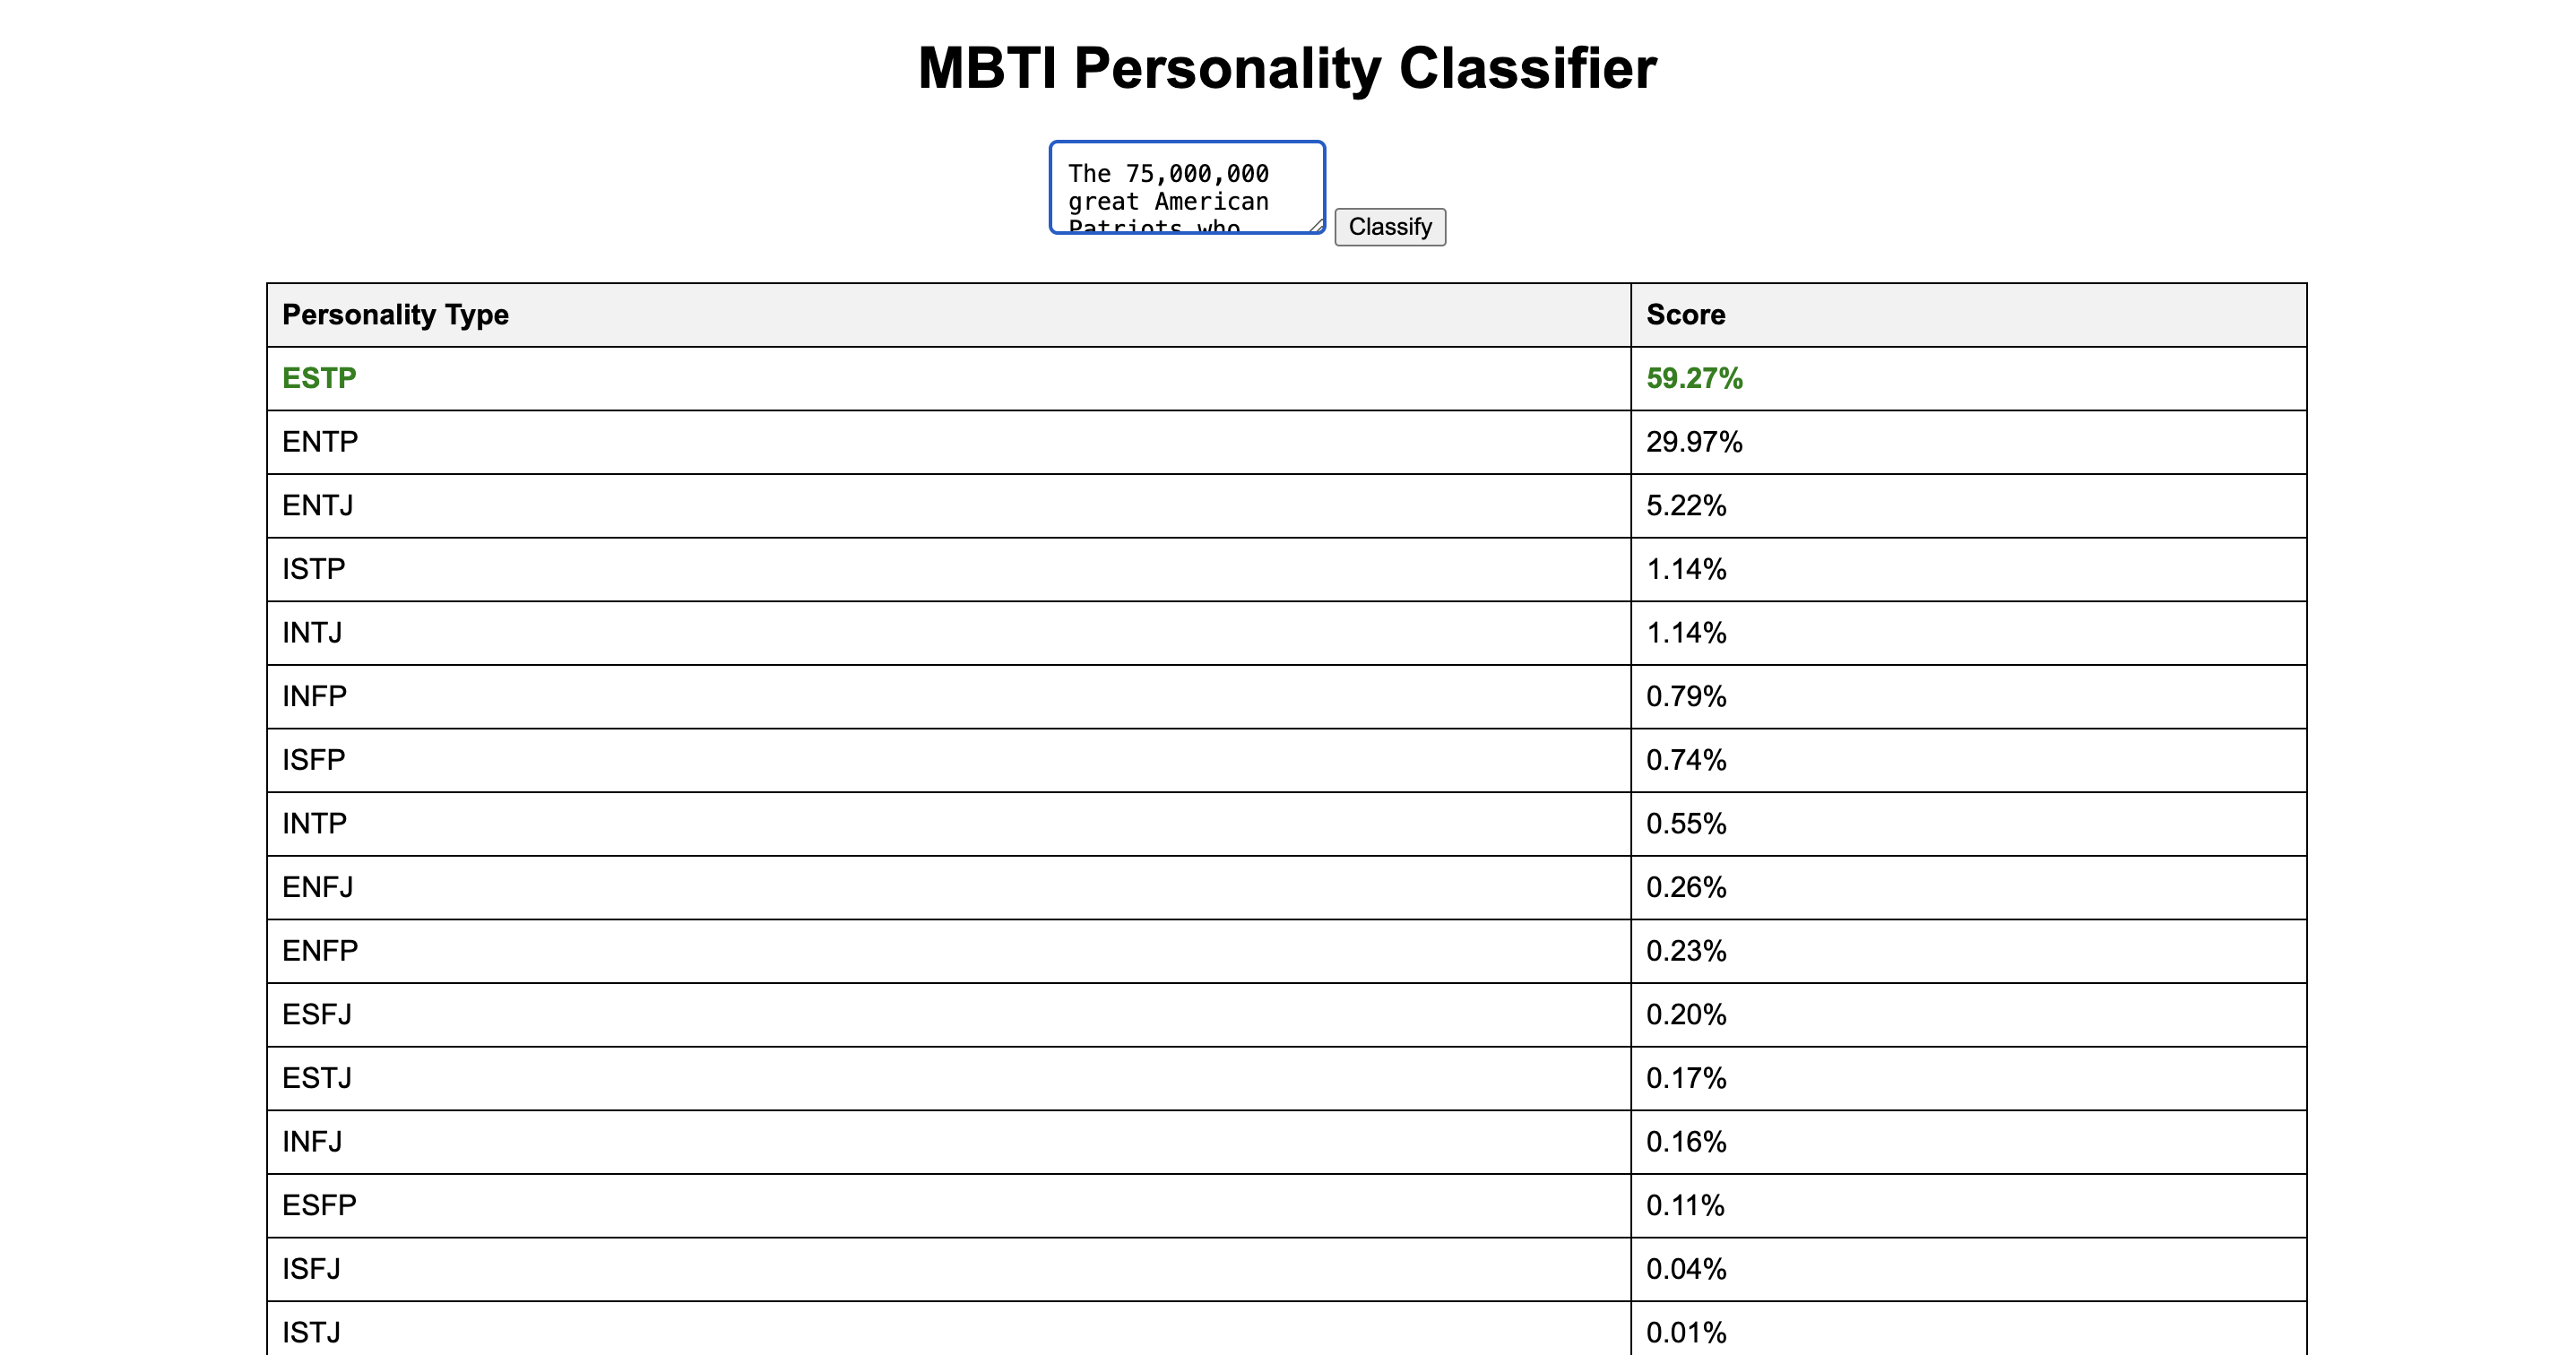 MBTI Personality Classifier
The 75,000,000
great American
Patriots who
Classify
Personality Type Score
ESTP 59.27%
ENTP 29.97%
ENTJ 5.22%
ISTP 1.14%
INTJ 1.14%
INFP 0.79%
ISFP 0.74%
INTP 0.55%
ENFJ 0.26%
ENFP 0.23%
ESFJ 0.20%
ESTJ 0.17%
INFJ 0.16%
ESFP 0.11%
ISFJ 0.04%
ISTJ 0.01%